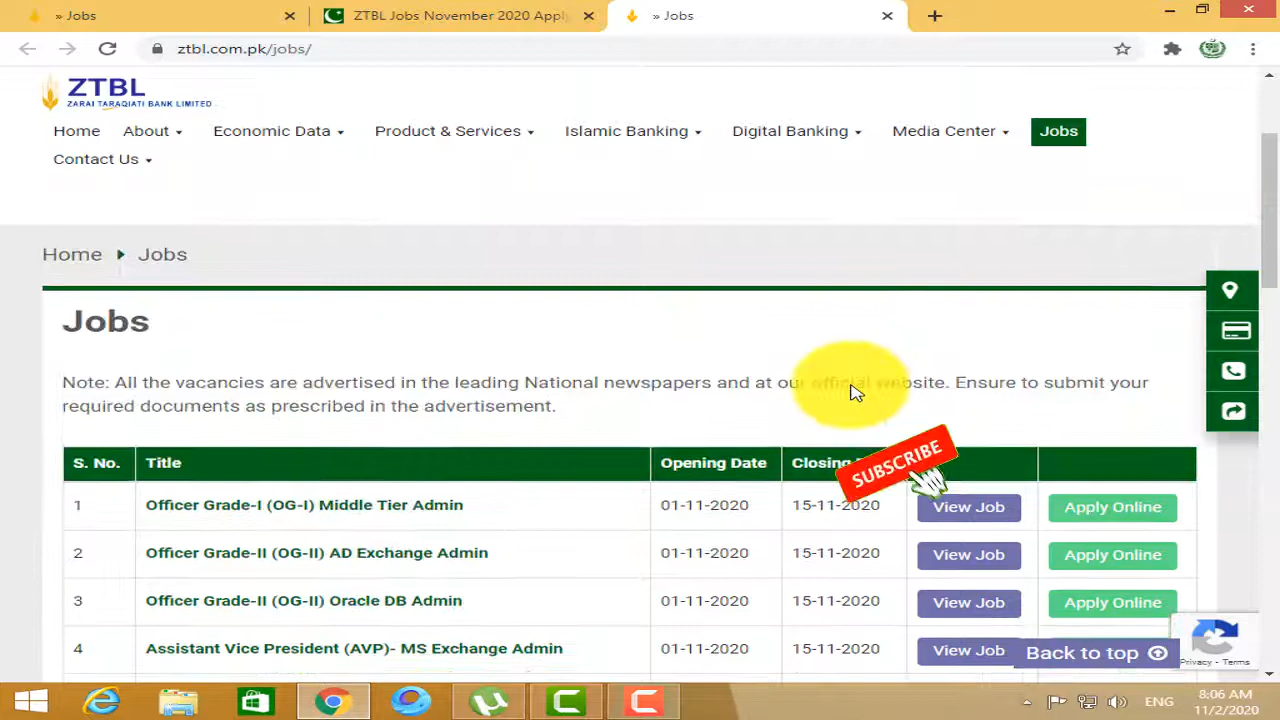 » Jobs
ZTBL Jobs November 2020 Apply
» Jobs
ztbl.com.pk/jobs/
ZTBL
ZARAI TARAQIATI BANK LIMITED
Home About Economic Data Product & Services Islamic Banking Digital Banking Media Center Jobs
Contact Us
Home Jobs
Jobs
Note: All the vacancies are advertised in the leading National newspapers and at our official website. Ensure to submit your
required documents as prescribed in the advertisement.
S. No. Title Opening Date Closing
SUBSCRIBE
1 Officer Grade-I (OG-I) Middle Tier Admin 01-11-2020 15-11-2020 View Job Apply Online
2 Officer Grade-II (OG-II) AD Exchange Admin 01-11-2020 15-11-2020 View Job Apply Online
3 Officer Grade-II (OG-II) Oracle DB Admin 01-11-2020 15-11-2020 View Job Apply Online
4 Assistant Vice President (AVP)- MS Exchange Admin 01-11-2020 15-11-2020 View Job
Back to top
Privacy - Terms
ENG
8:06 AM
11/2/2020